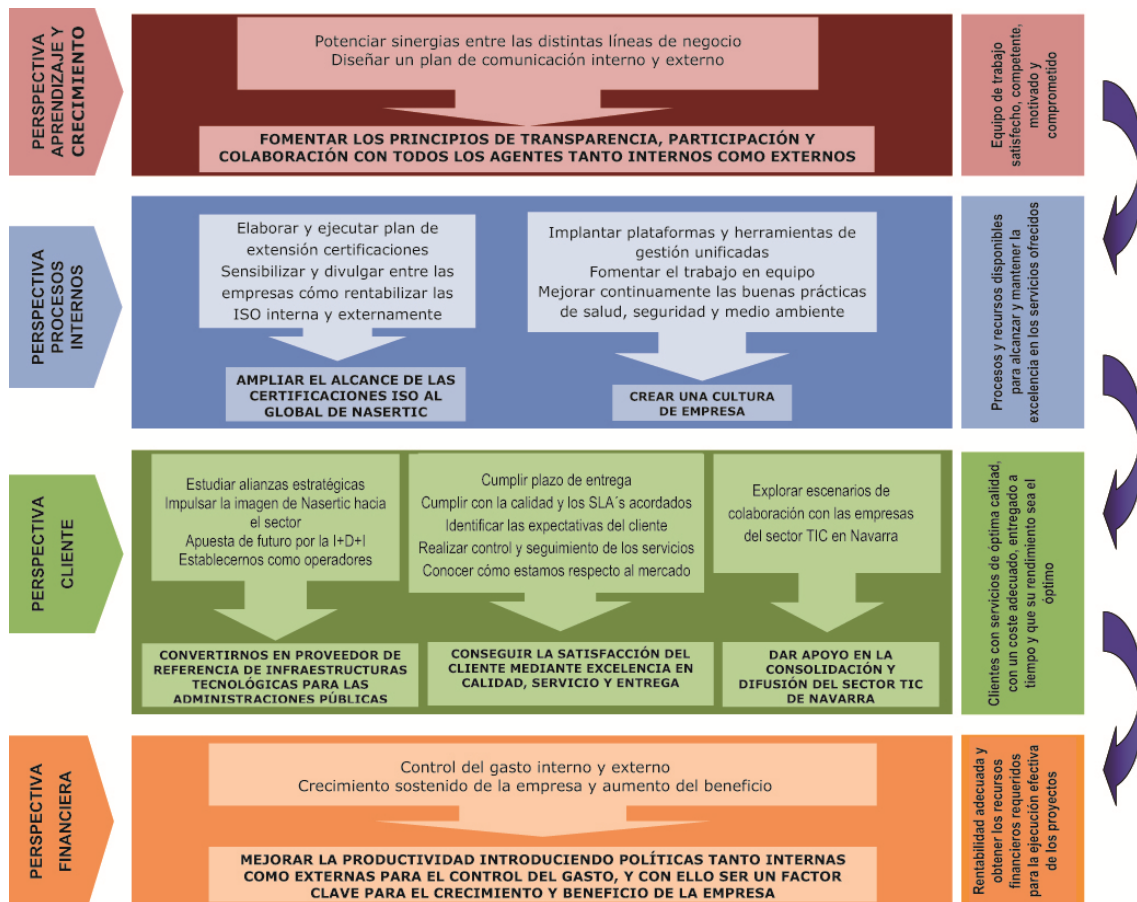 PERSPECTIVA
APRENDIZAJE Y
CRECIMIENTO
Potenciar sinergias entre las distintas líneas de negocio
Diseñar un plan de comunicación interno y externo
FOMENTAR LOS PRINCIPIOS DE TRANSPARENCIA, PARTICIPACIÓN Y
COLABORACIÓN CON TODOS LOS AGENTES TANTO INTERNOS COMO EXTERNOS
Equipo de trabajo
satisfecho, competente,
motivado y
comprometido
PERSPECTIVA
PROCESOS
INTERNOS
Elaborar y ejecutar plan de
extensión certificaciones
Sensibilizar y divulgar entre las
empresas cómo rentabilizar las
ISO interna y externamente
AMPLIAR EL ALCANCE DE LAS
CERTIFICACIONES ISO AL
GLOBAL DE NASERTIC
Implantar plataformas y herramientas de
gestión unificadas
Fomentar el trabajo en equipo
Mejorar continuamente las buenas prácticas
de salud, seguridad y medio ambiente
CREAR UNA CULTURA
DE EMPRESA
Procesos y recursos disponibles
para alcanzar y mantener la
excelencia en los servicios ofrecidos
PERSPECTIVA
CLIENTE
Estudiar alianzas estratégicas
Impulsar la imagen de Nasertic hacia
el sector
Apuesta de futuro por la I+D+I
Establecernos como operadores
CONVERTIRNOS EN PROVEEDOR DE
REFERENCIA DE INFRAESTRUCTURAS
TECNOLÓGICAS PARA LAS
ADMINISTRACIONES PÚBLICAS
Cumplir plazo de entrega
Cumplir con la calidad y los SLA´s acordados
Identificar las expectativas del cliente
Realizar control y seguimiento de los servicios
Conocer cómo estamos respecto al mercado
CONSEGUIR LA SATISFACCIÓN DEL
CLIENTE MEDIANTE EXCELENCIA EN
CALIDAD, SERVICIO Y ENTREGA
Explorar escenarios de
colaboración con las empresas
del sector TIC en Navarra
DAR APOYO EN LA
CONSOLIDACIÓN Y
DIFUSIÓN DEL SECTOR TIC
DE NAVARRA
Clientes con servicios de óptima calidad,
con un coste adecuado, entregado a
tiempo y que su rendimiento sea el
óptimo
PERSPECTIVA
FINANCIERA
Control del gasto interno y externo
Crecimiento sostenido de la empresa y aumento del beneficio
MEJORAR LA PRODUCTIVIDAD INTRODUCIENDO POLÍTICAS TANTO INTERNAS
COMO EXTERNAS PARA EL CONTROL DEL GASTO, Y CON ELLO SER UN FACTOR
CLAVE PARA EL CRECIMIENTO Y BENEFICIO DE LA EMPRESA
Rentabilidad adecuada y
obtener los recursos
financieros requeridos
para la ejecución efectiva
de los proyectos